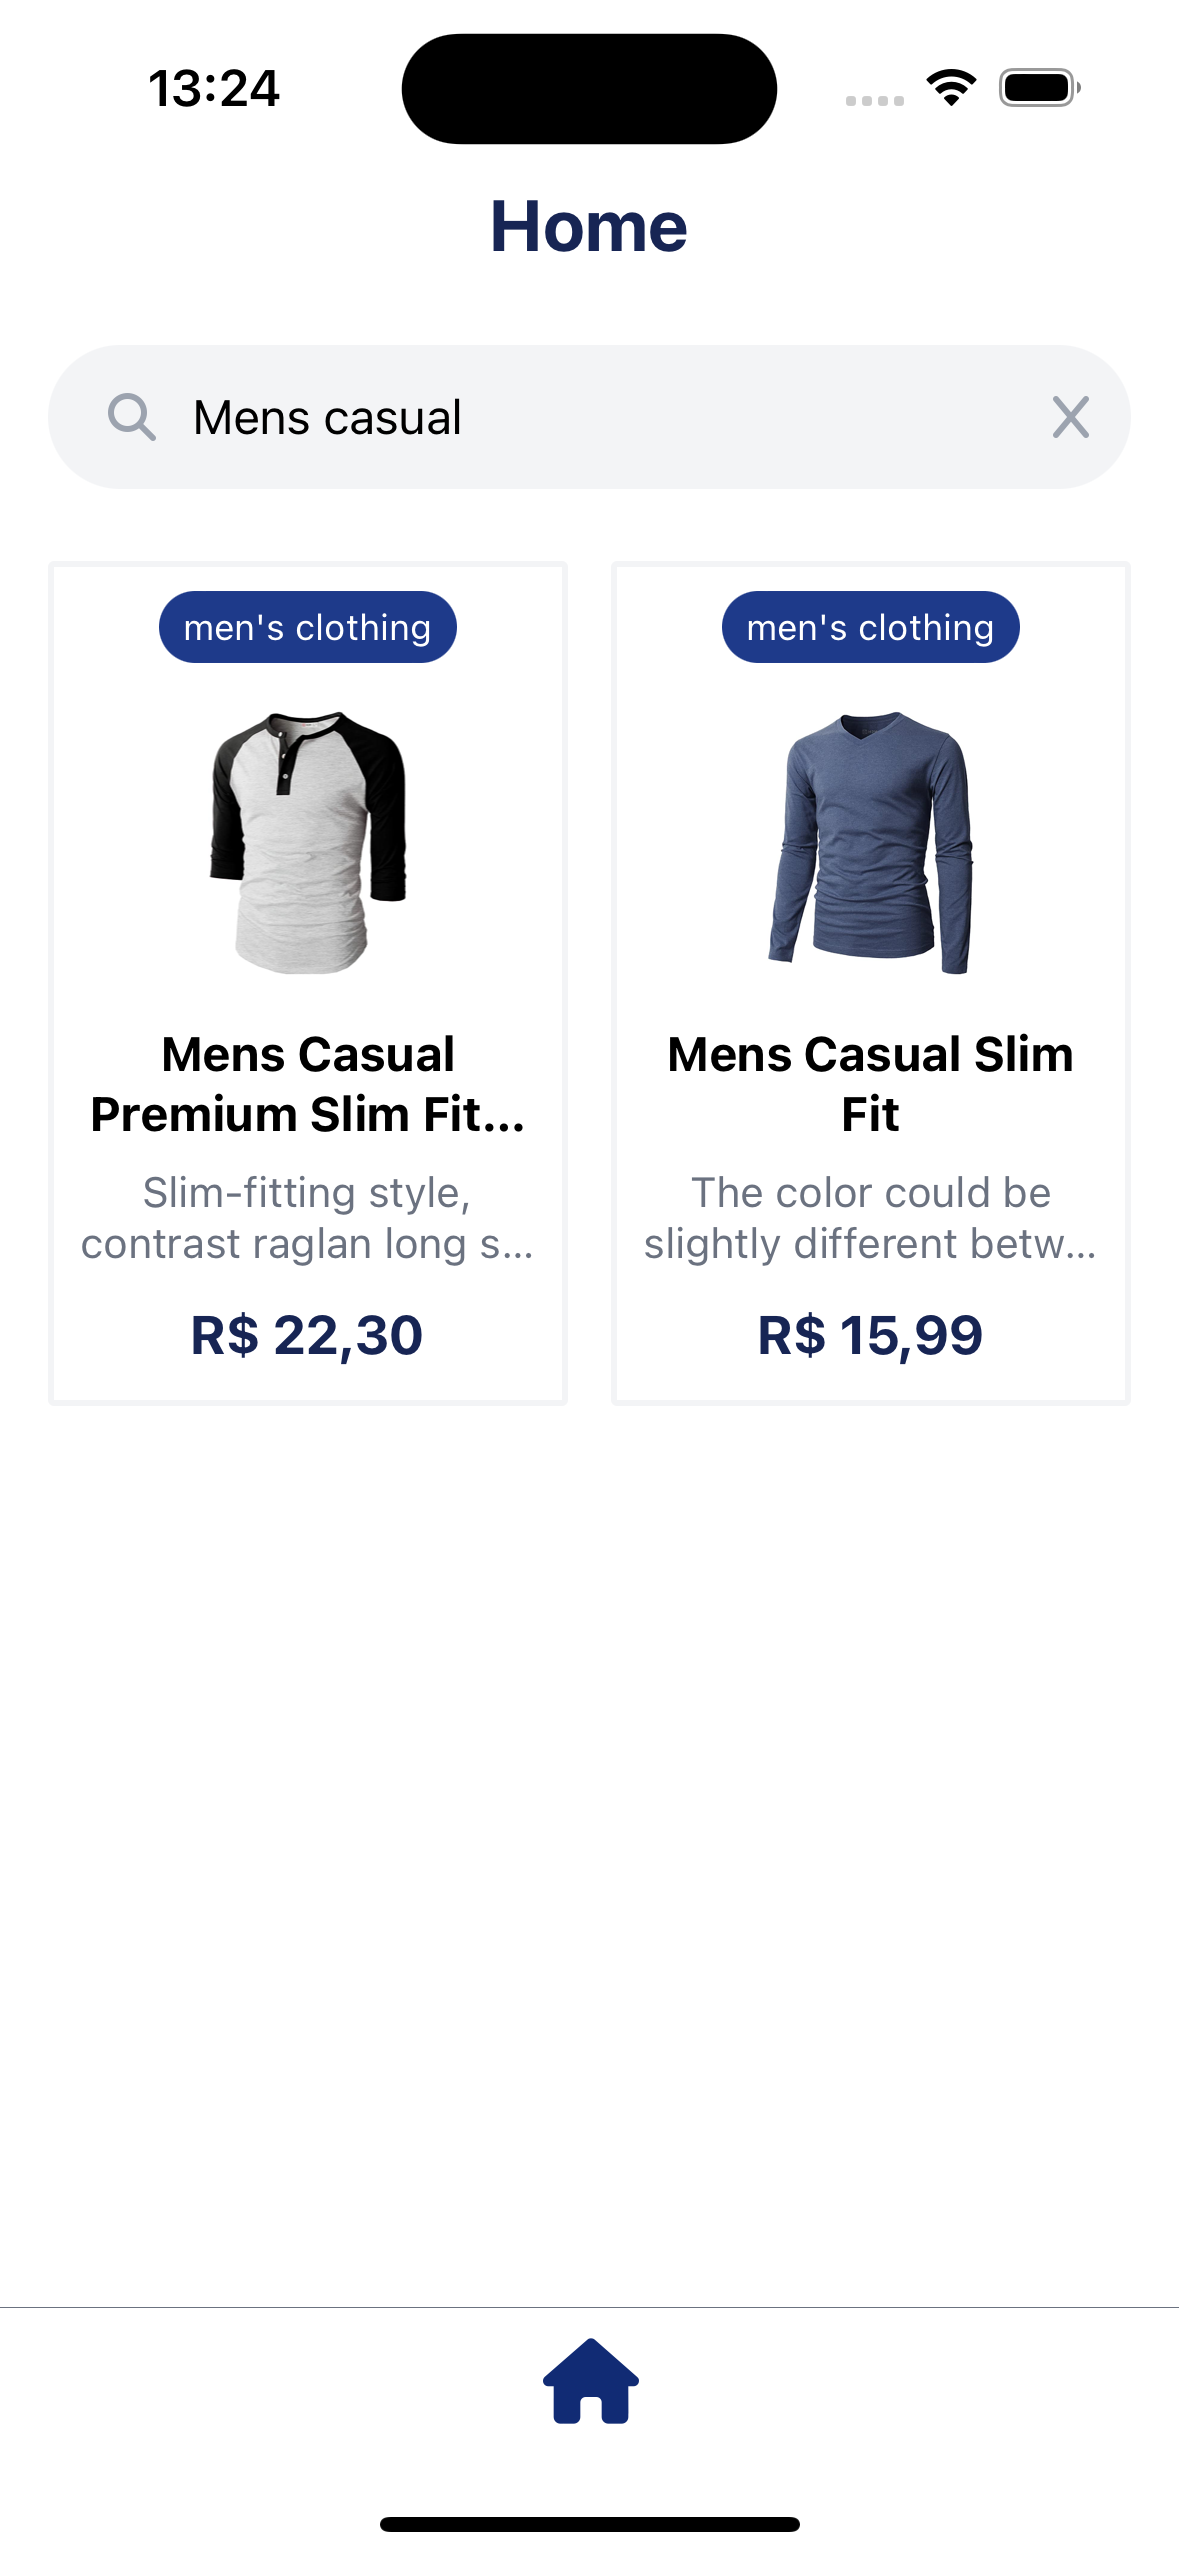 13:24
Home
Mens casual
men's clothing
Mens Casual
Premium Slim Fit...
Slim-fitting style,
contrast raglan long s...
R$ 22,30
men's clothing
Mens Casual Slim
Fit
The color could be
slightly different betw...
R$ 15,99